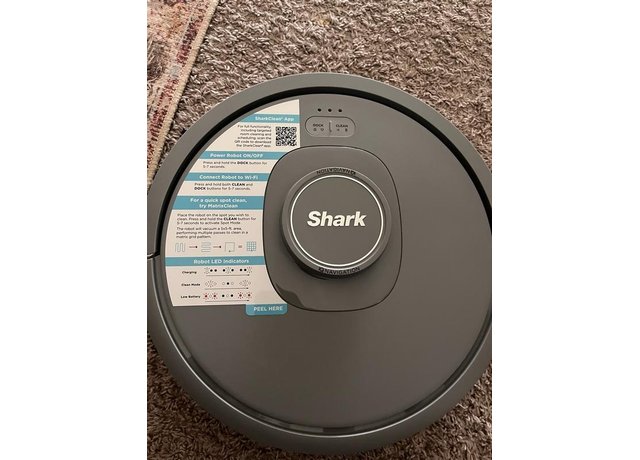 SharkClean® App
For full functionality,
including targeted
room cleaning and
scheduling, scan the
QR code to download
the SharkClean® app.
Power Robot ON/OFF
Press and hold the DOCK button for
5-7 seconds.
Connect Robot to Wi-Fi
Press and hold both CLEAN and
DOCK buttons for 5-7 seconds.
For a quick spot clean,
try MatrixClean
Place the robot on the spot you wish to
clean. Press and hold the CLEAN button for
5-7 seconds to activate Spot Mode.
The robot will vacuum a 5x5-ft. area,
performing multiple passes to clean in a
matrix grid pattern.
Robot LED Indicators
Charging
Clean Mode
Low Battery
PEEL HERE
DOCK
CLEAN
Shark
NAVIGATION